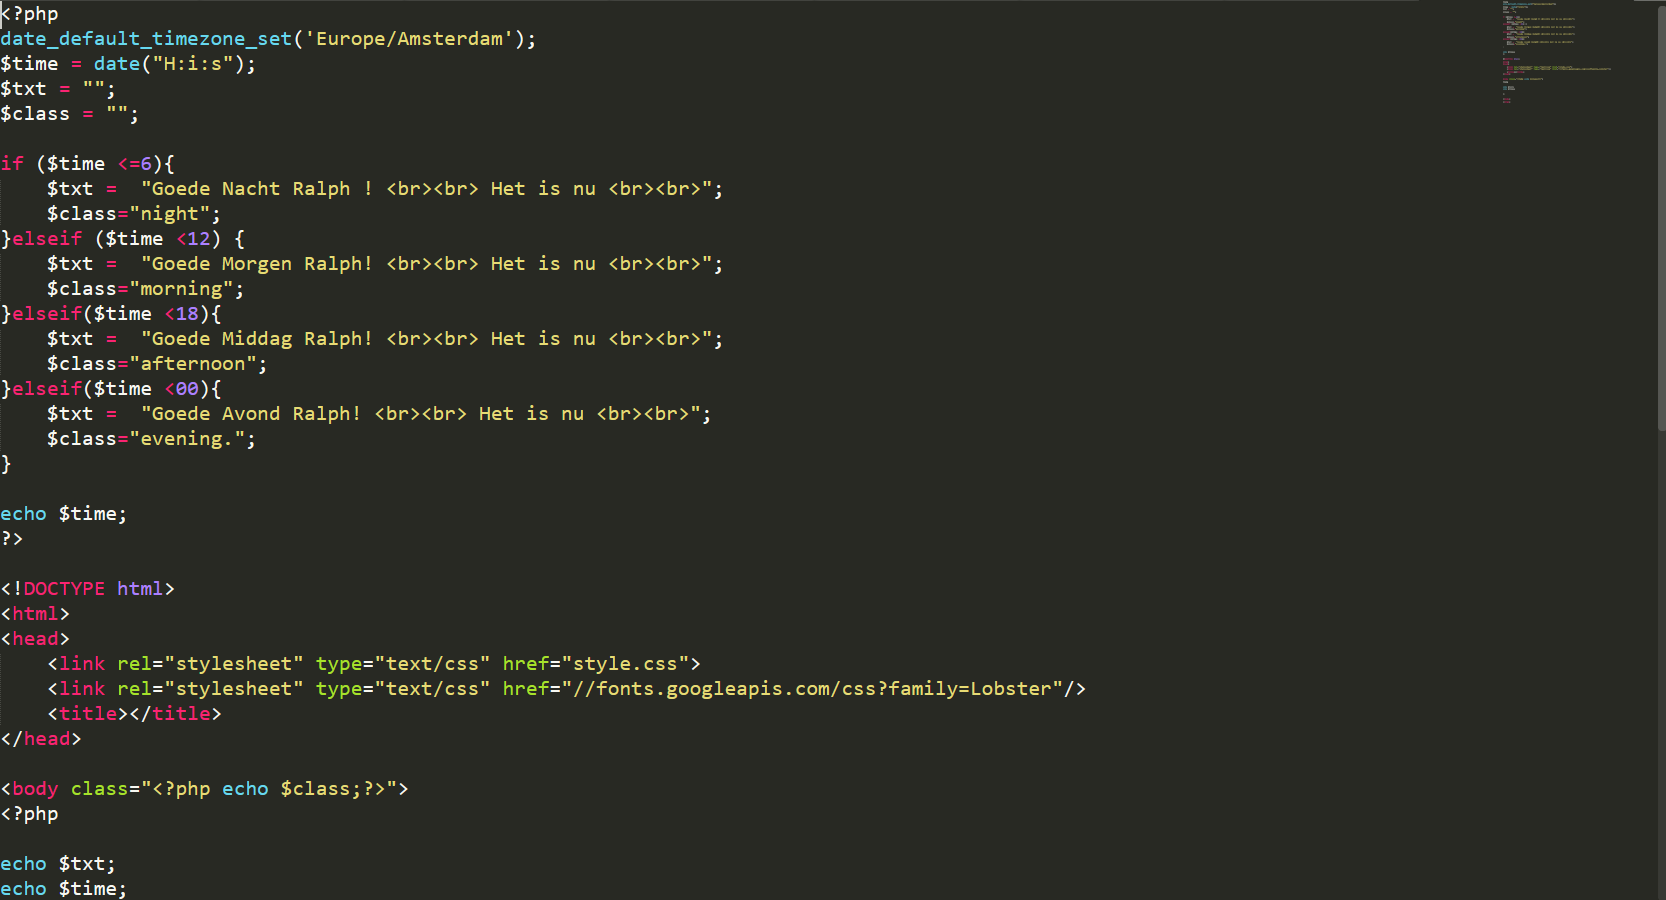 <?php
date_default_timezone_set('Europe/Amsterdam');
$time = date("H:i:s");
$txt = "";
$class = "";

if ($time <=6){
    $txt =  "Goede Nacht Ralph ! <br><br> Het is nu <br><br>";
    $class="night";
}elseif ($time <12) {
    $txt =  "Goede Morgen Ralph! <br><br> Het is nu <br><br>";
    $class="morning";
}elseif($time <18){
    $txt =  "Goede Middag Ralph! <br><br> Het is nu <br><br>";
    $class="afternoon";
}elseif($time <00){
    $txt =  "Goede Avond Ralph! <br><br> Het is nu <br><br>";
    $class="evening.";
}

echo $time;
?>

<!DOCTYPE html>
<html>
<head>
    <link rel="stylesheet" type="text/css" href="style.css">
    <link rel="stylesheet" type="text/css" href="//fonts.googleapis.com/css?family=Lobster"/>
    <title></title>
</head>

<body class="<?php echo $class;?>">
<?php

echo $txt;
echo $time;